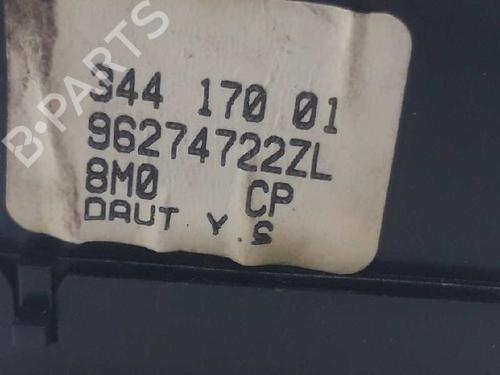 B-PARTS
344 170 01
96274722ZL
8M0 CP
DAUT Y.S